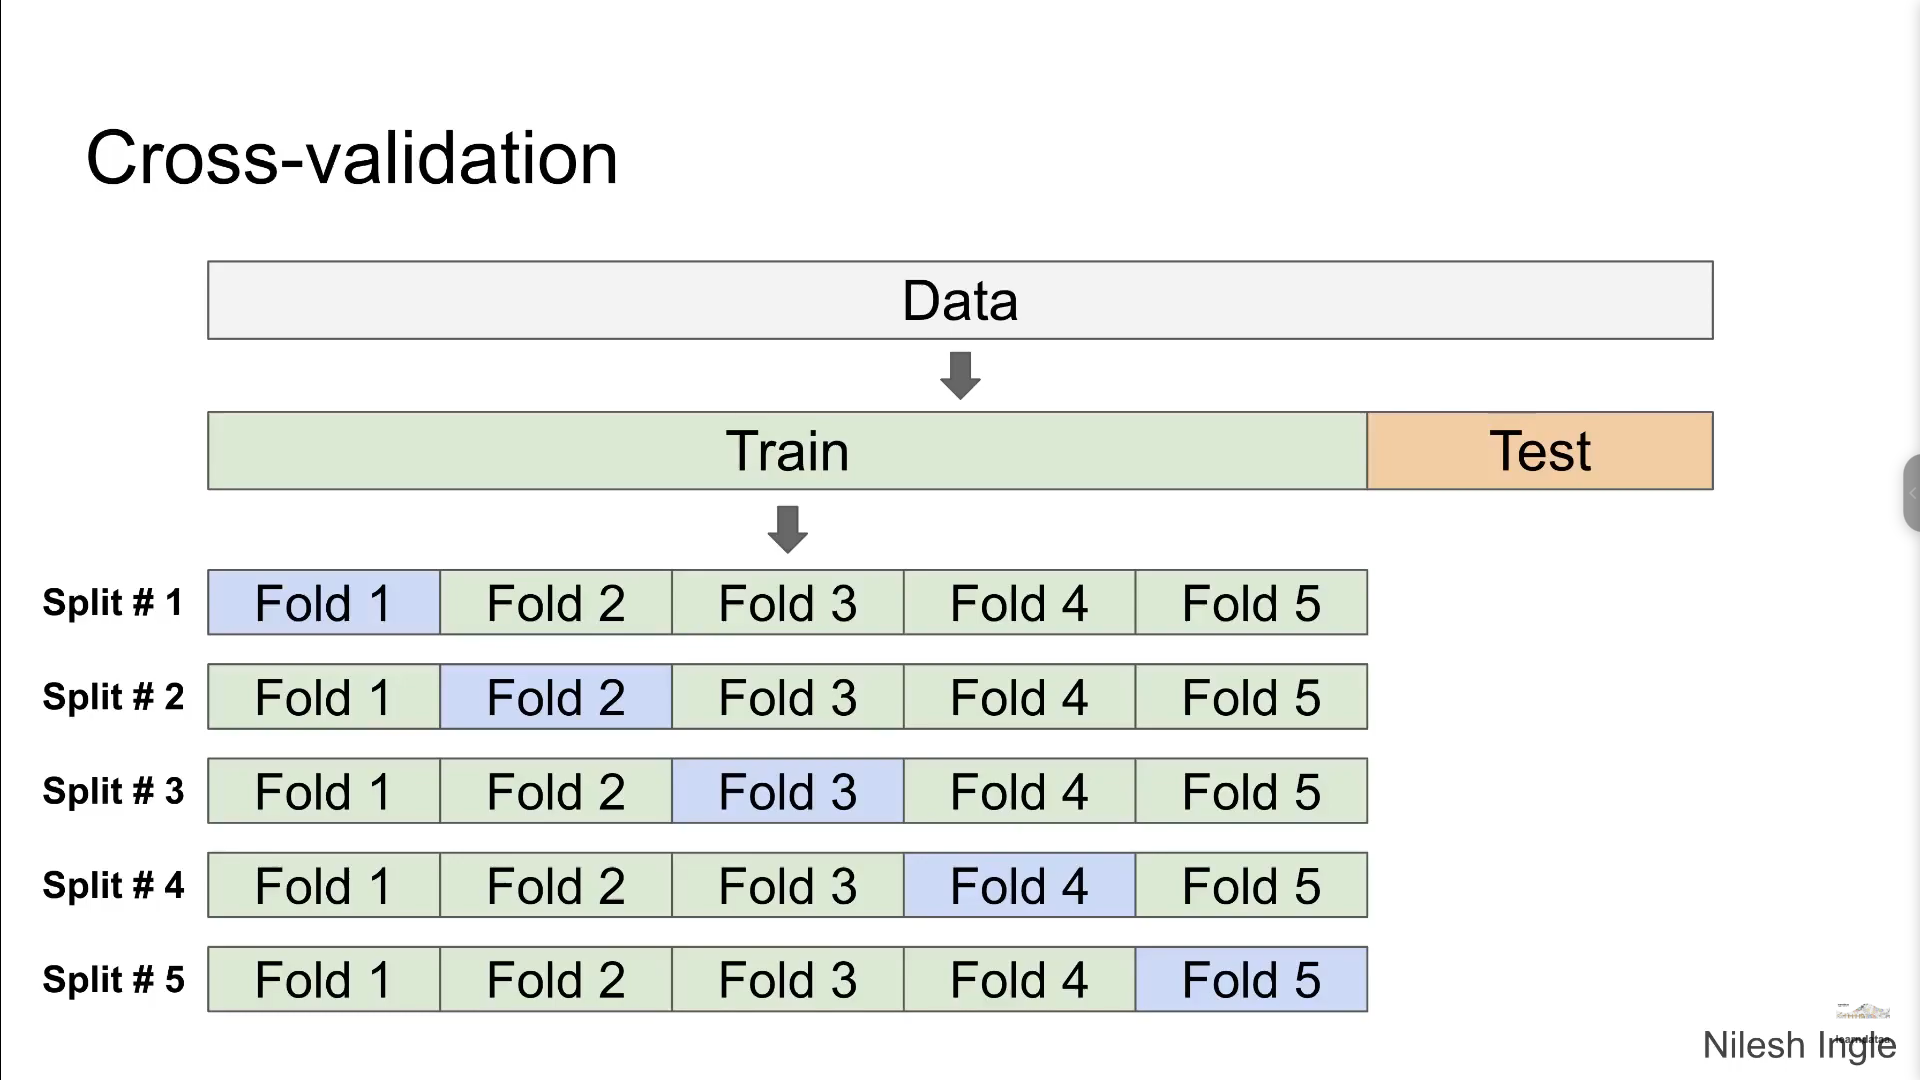 Cross-validation
Data
Train Test
Split # 1 Fold 1 Fold 2 Fold 3 Fold 4 Fold 5
Split # 2 Fold 1 Fold 2 Fold 3 Fold 4 Fold 5
Split # 3 Fold 1 Fold 2 Fold 3 Fold 4 Fold 5
Split # 4 Fold 1 Fold 2 Fold 3 Fold 4 Fold 5
Split # 5 Fold 1 Fold 2 Fold 3 Fold 4 Fold 5
Nilesh Ingle